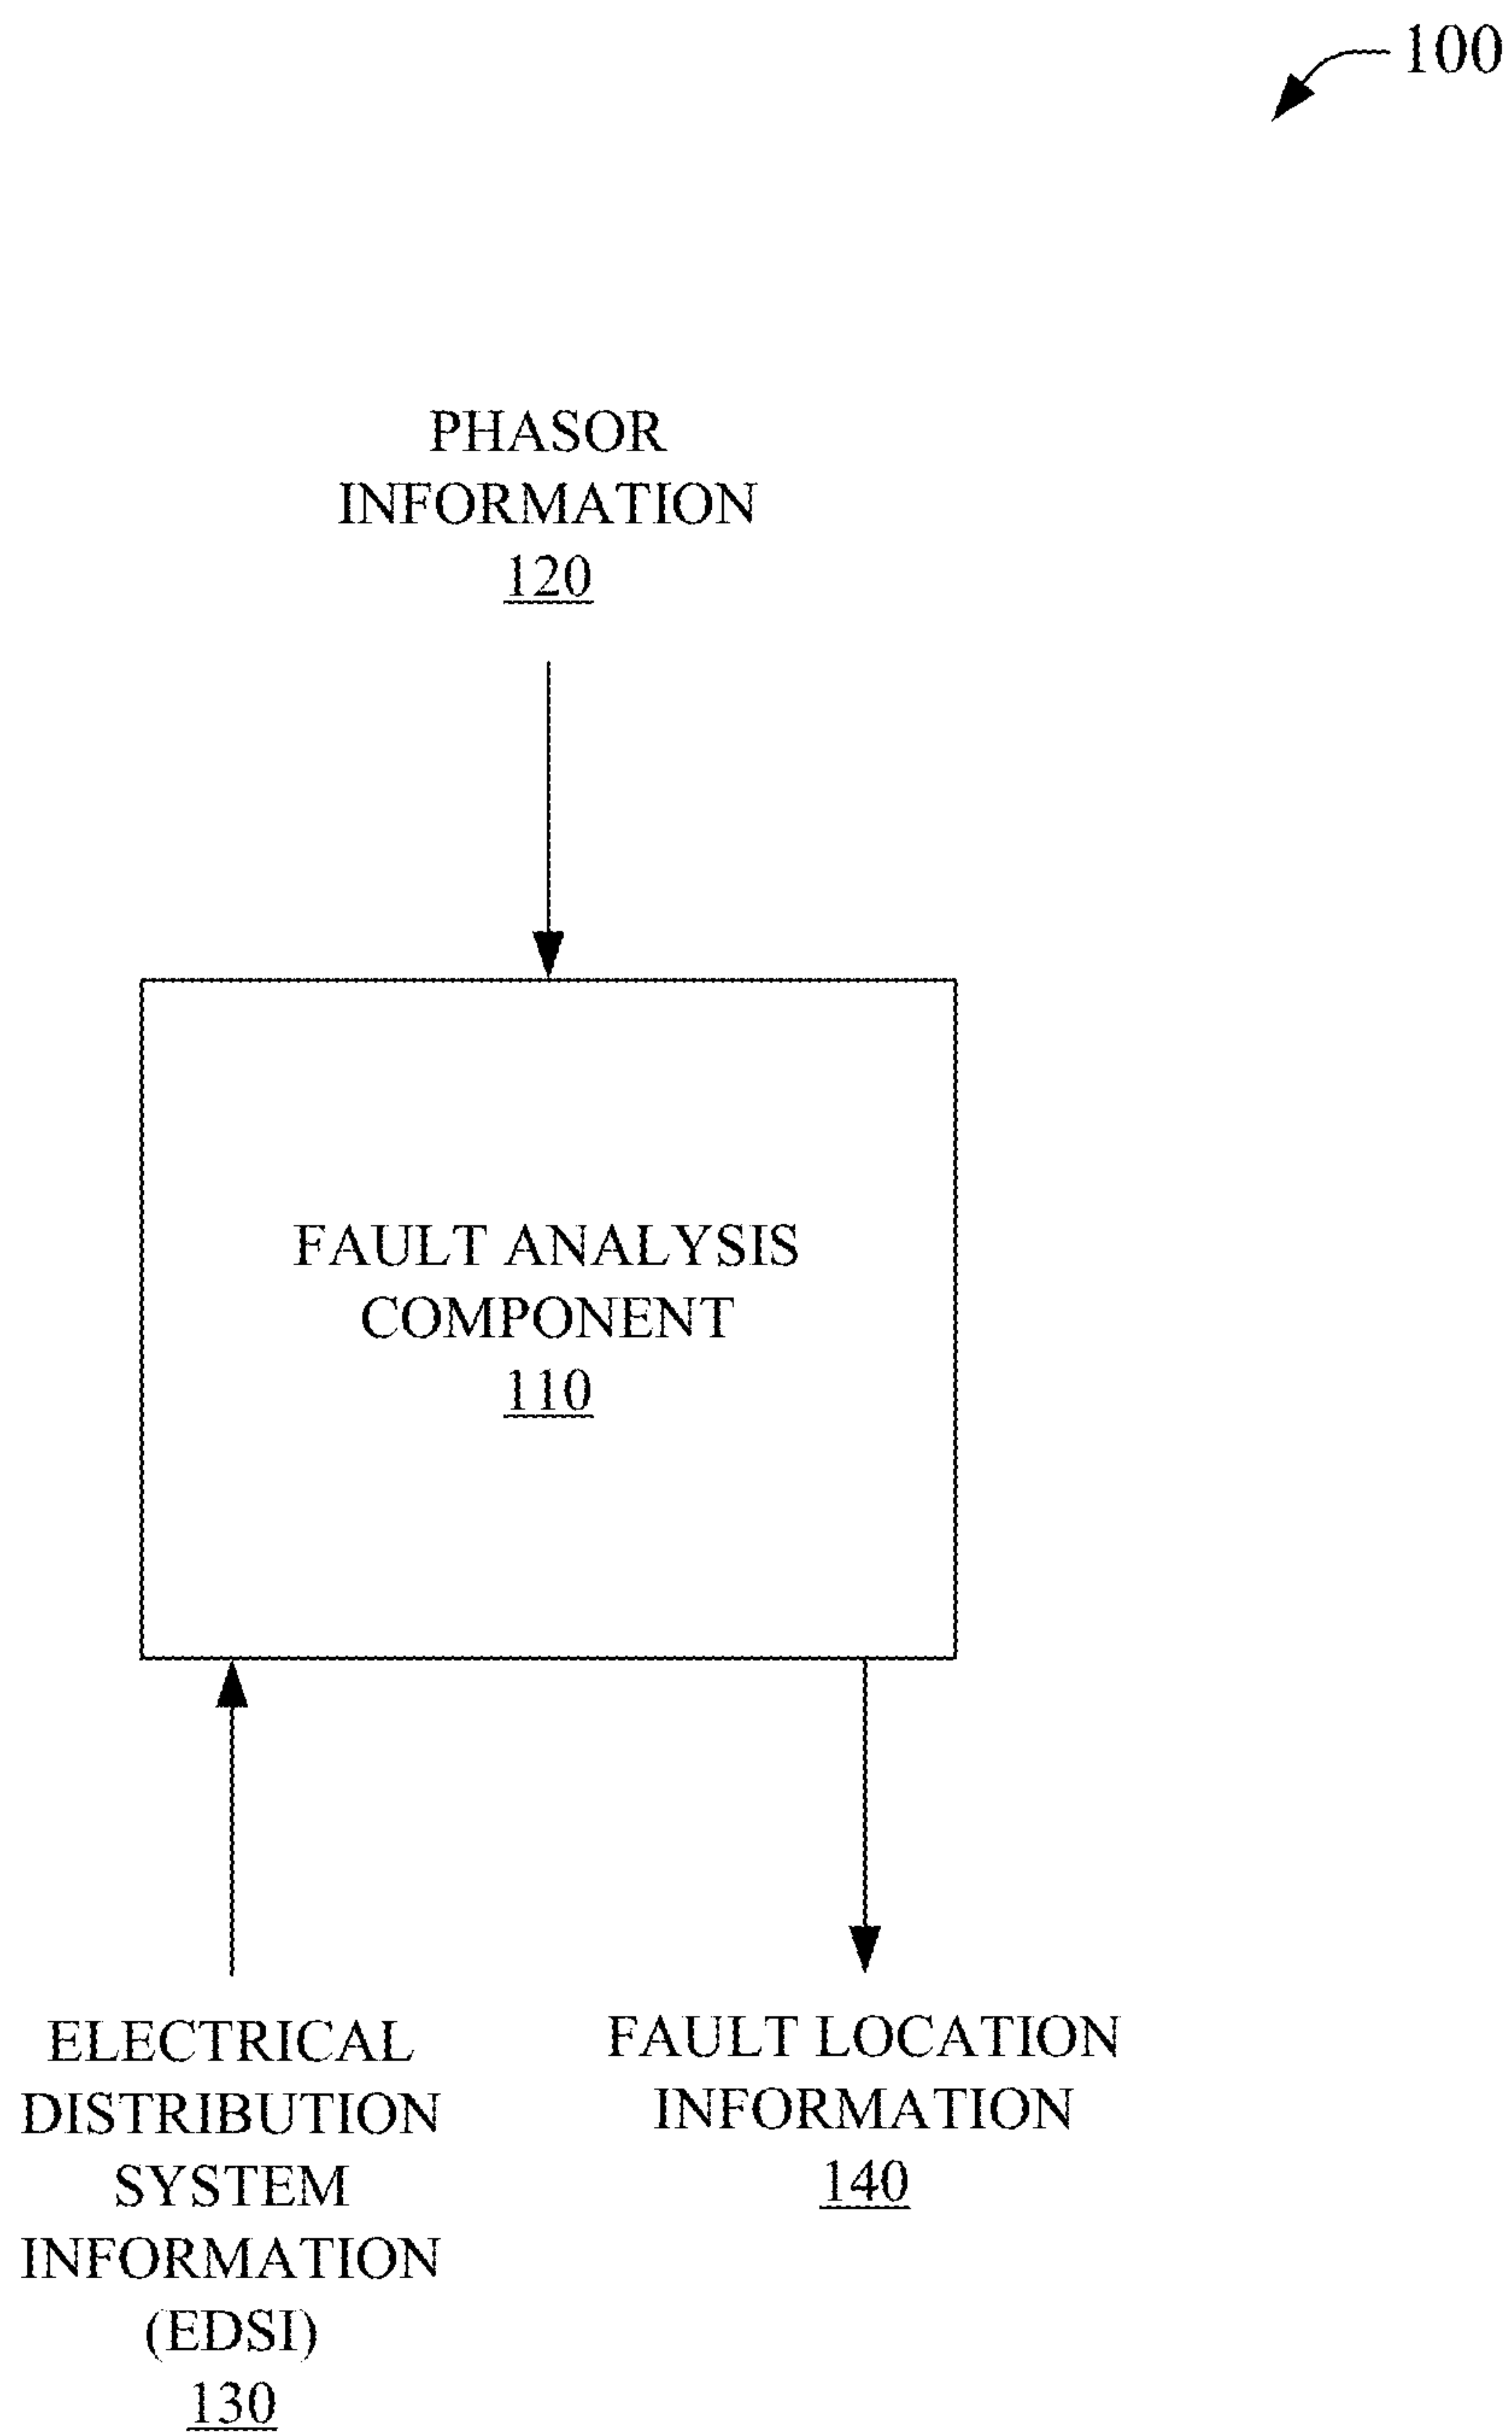 100
PHASOR
INFORMATION
120
FAULT ANALYSIS
COMPONENT
110
ELECTRICAL
DISTRIBUTION
SYSTEM
INFORMATION
(EDSI)
130
FAULT LOCATION
INFORMATION
140